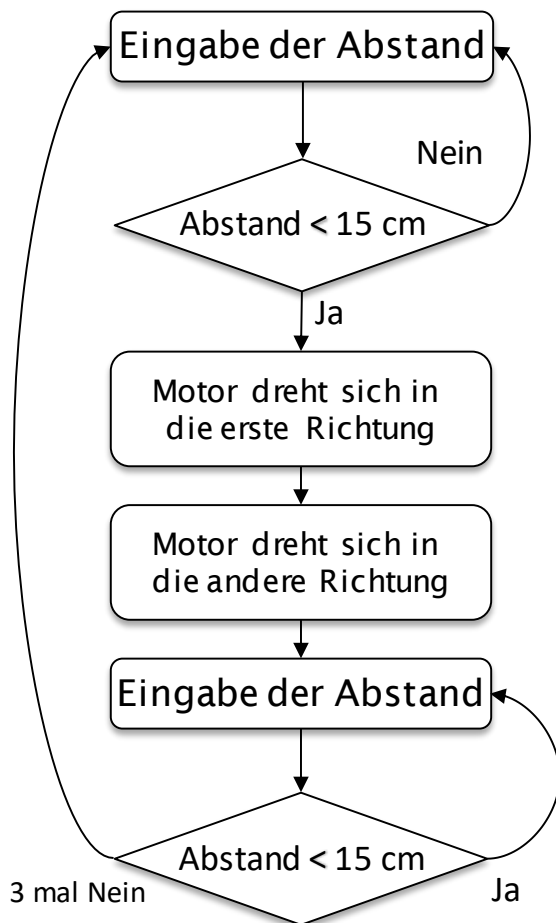 Eingabe der Abstand
Nein
Abstand < 15 cm
Ja
Motor dreht sich in
die erste Richtung
Motor dreht sich in
die andere Richtung
Eingabe der Abstand
Abstand < 15 cm
3 mal Nein
Ja